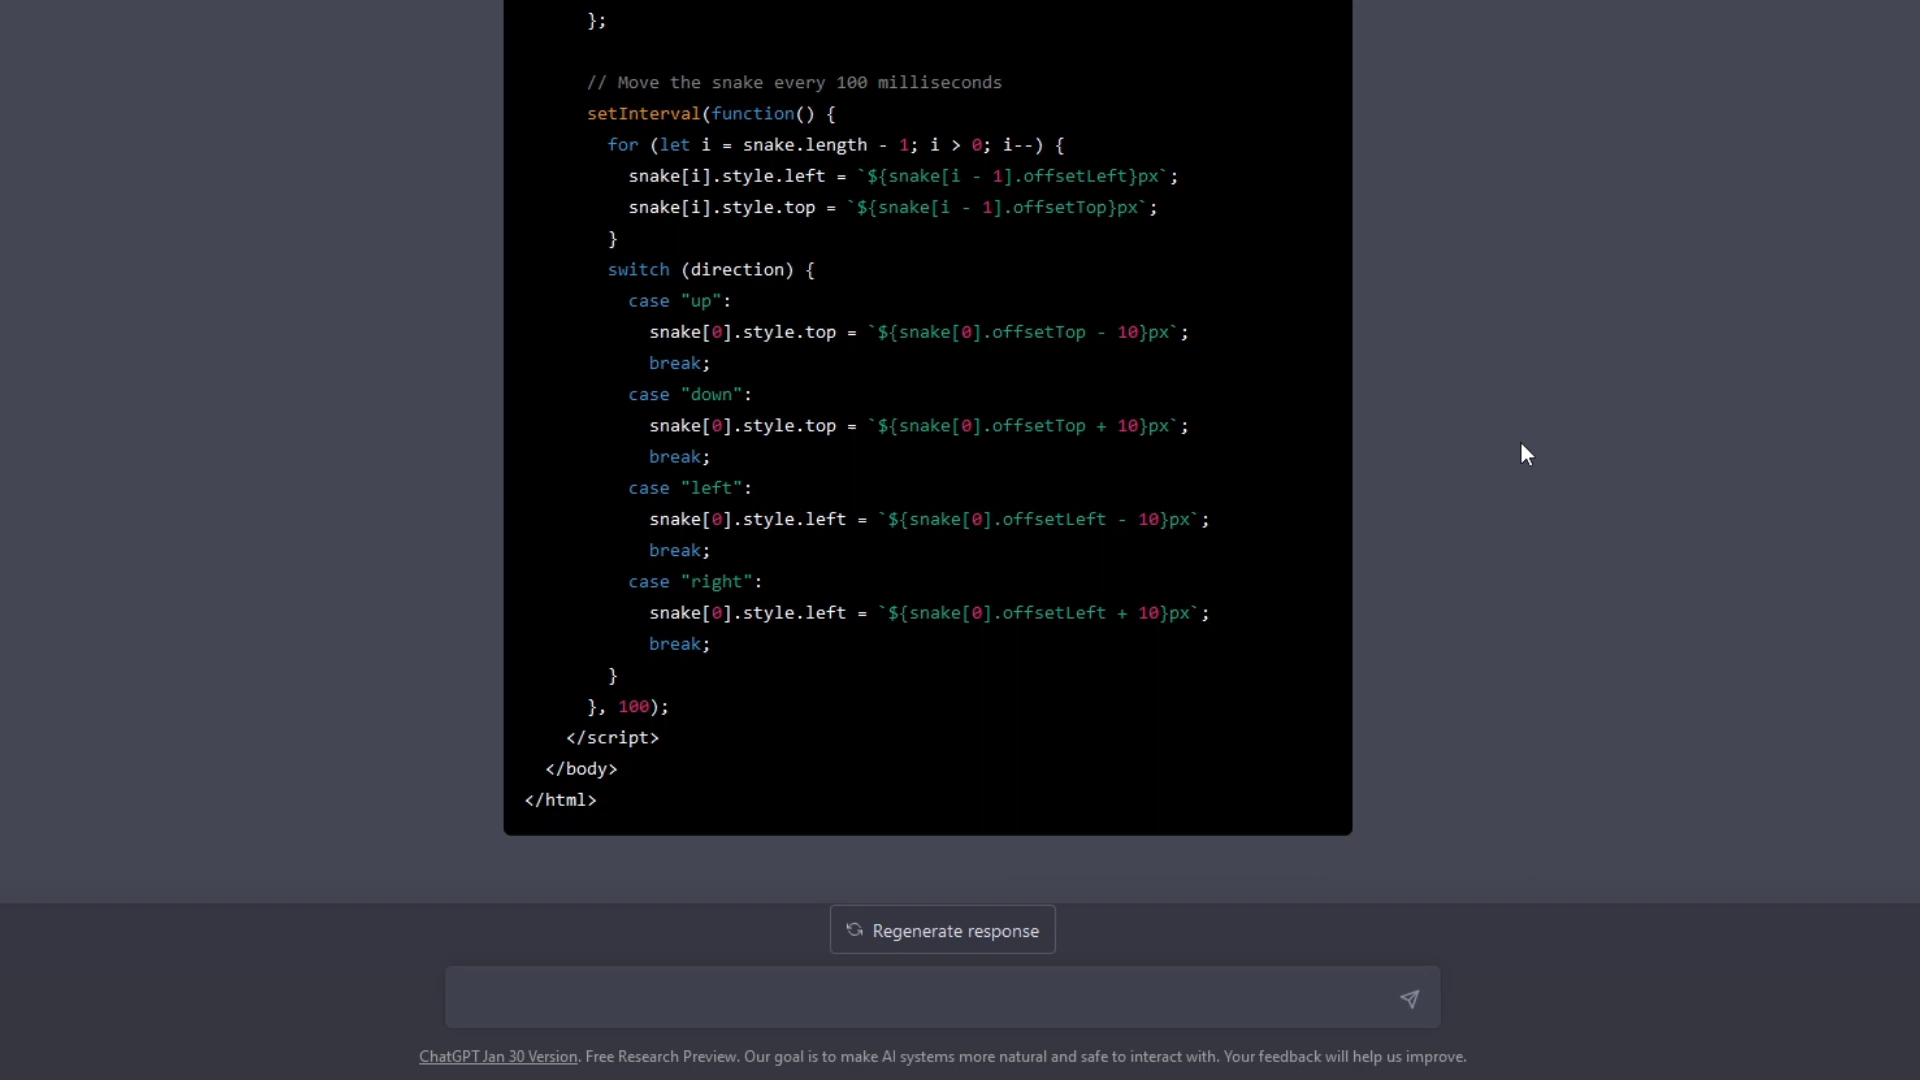 };
// Move the snake every 100 milliseconds
setInterval(function() {
for (let i = snake.length - 1; i > 0; i--) {
snake[i].style.left = `${snake[i - 1].offsetLeft}px`;
snake[i].style.top = `${snake[i - 1].offsetTop}px`;
}
switch (direction) {
case "up":
snake[0].style.top = `${snake[0].offsetTop - 10}px`;
break;
case "down":
snake[0].style.top = `${snake[0].offsetTop + 10}px`;
break;
case "left":
snake[0].style.left = `${snake[0].offsetLeft - 10}px`;
break;
case "right":
snake[0].style.left = `${snake[0].offsetLeft + 10}px`;
break;
}
}, 100);
</script>
</body>
</html>
Regenerate response
ChatGPT Jan 30 Version. Free Research Preview. Our goal is to make AI systems more natural and safe to interact with. Your feedback will help us improve.